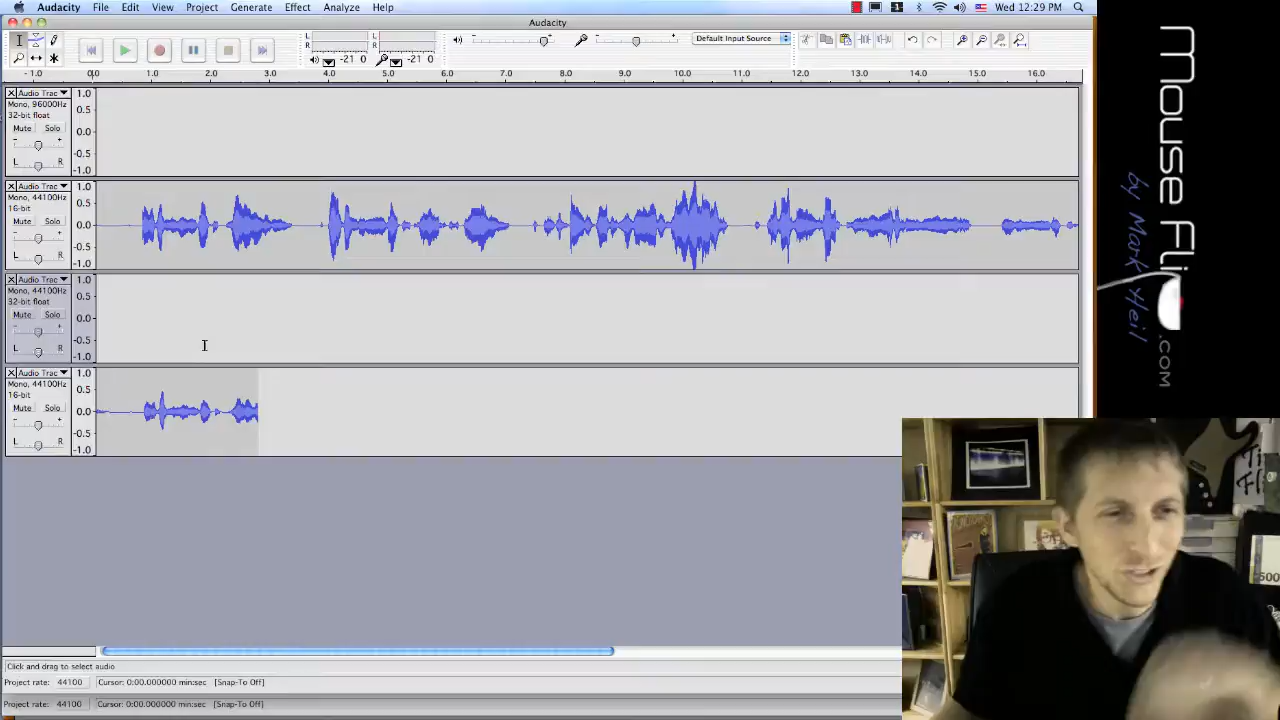 Audacity File Edit View Project Generate Effect Analyze Help 1 Wed 12:29 PM
Audacity
L R L R Default Input Source
-21 0 -21 0
-1.0 0.0 1.0 2.0 3.0 4.0 5.0 6.0 7.0 8.0 9.0 10.0 11.0 12.0 13.0 14.0 15.0 16.0
X Audio Trac 1.0
Mono, 96000Hz
32-bit float
0.5
Mute Solo 0.0
- +
L R -0.5
-1.0
X Audio Trac 1.0
Mono, 44100Hz
16-bit
0.5
Mute Solo 0.0
- +
L R -0.5
-1.0
X Audio Trac 1.0
Mono, 44100Hz
32-bit float
0.5
Mute Solo 0.0
- +
L R -0.5
-1.0
X Audio Trac 1.0
Mono, 44100Hz
16-bit
0.5
Mute Solo 0.0
- +
L R -0.5
-1.0
Click and drag to select audio
Project rate: 44100 Cursor: 0:00.000000 min:sec [Snap-To Off]
Project rate: 44100 Cursor: 0:00.000000 min:sec [Snap-To Off]
Mouse Fli
.COM
by Mark Heil
500